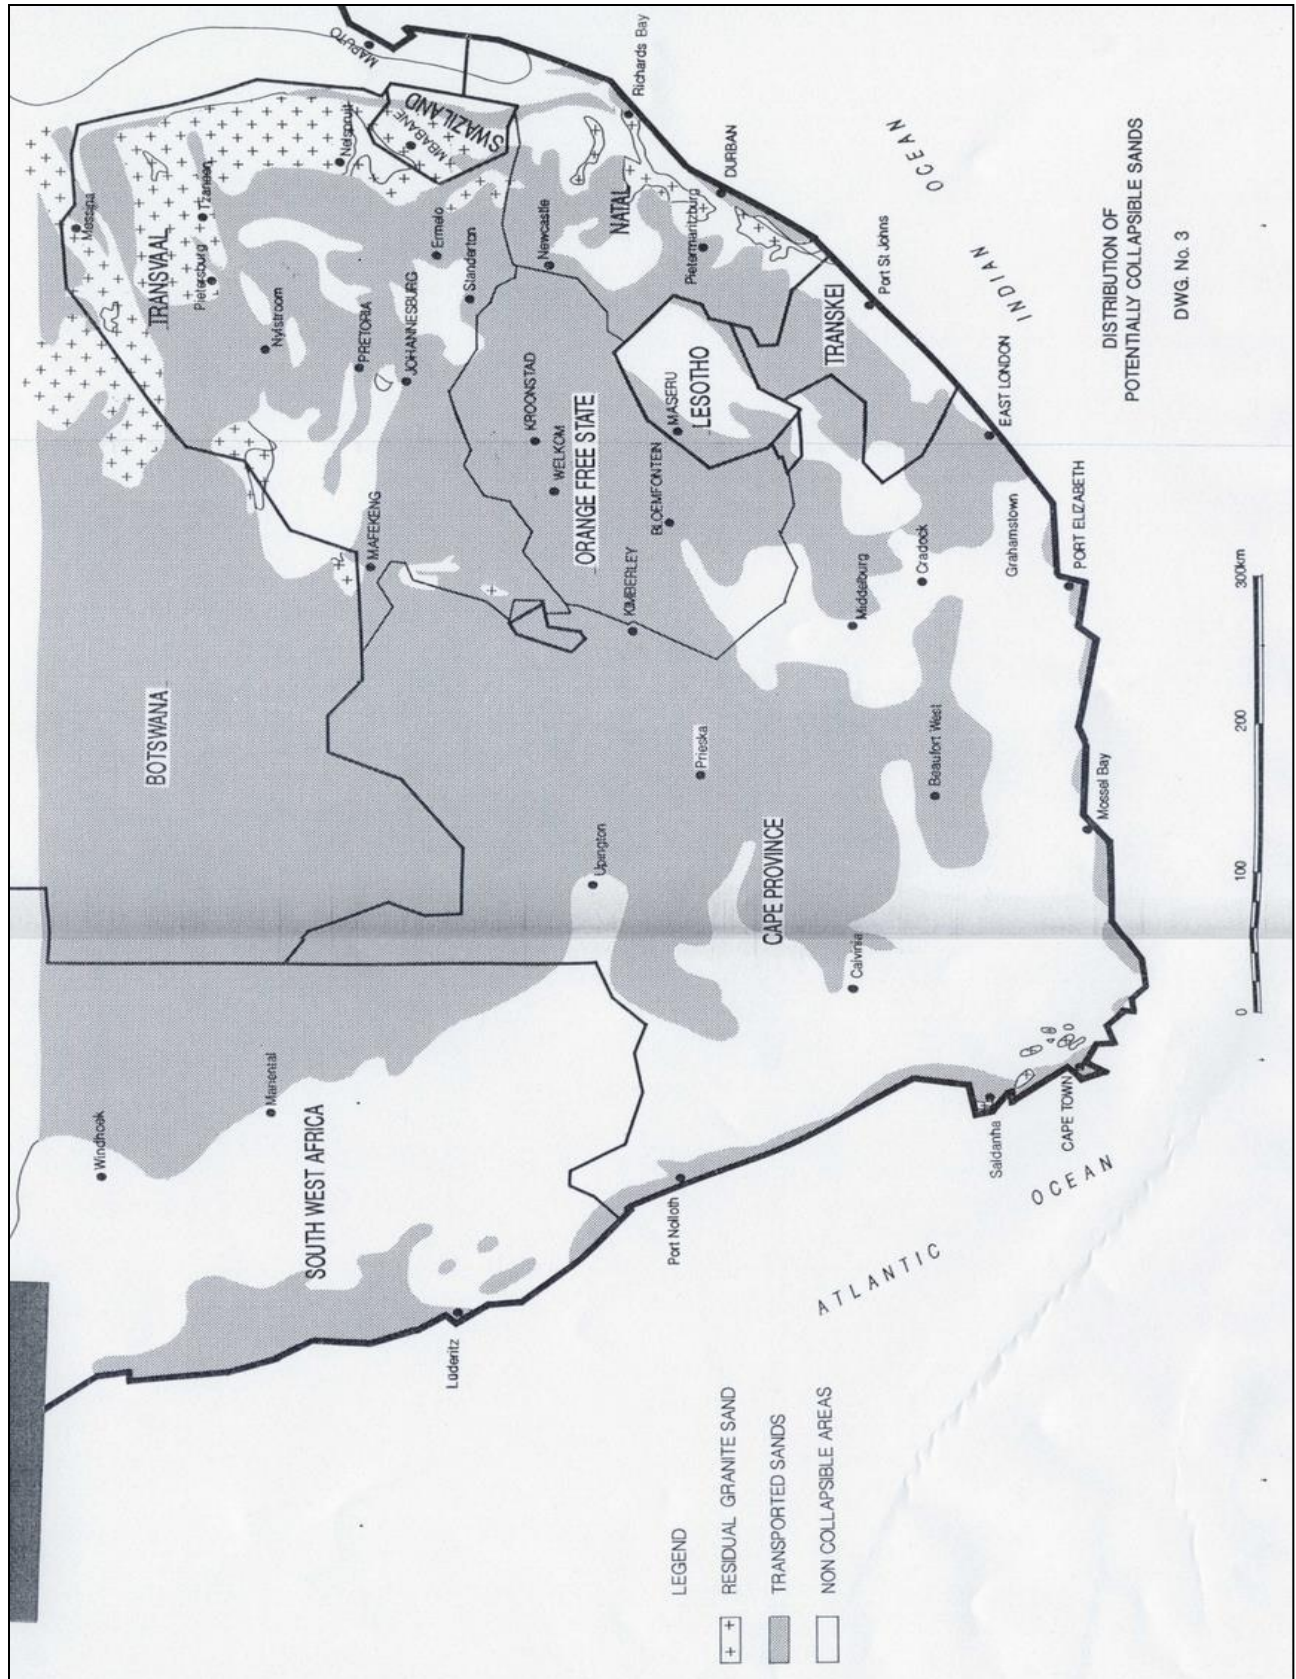 Messina
Windhoek
BOTSWANA
TRANSVAAL
Pietersburg
Tzaneen
Mariental
Nylstroom
SOUTH WEST AFRICA
Nelspruit
MAPUTO
PRETORIA
MAFEKENG
JOHANNESBURG
MBABANE
SWAZILAND
Ermelo
Lüderitz
Standerton
KROONSTAD
Newcastle
WELKOM
ORANGE FREE STATE
Upington
NATAL
KIMBERLEY
Richards Bay
BLOEMFONTEIN
MASERU
Port Nolloth
Pietermaritzburg
LESOTHO
Prieska
DURBAN
CAPE PROVINCE
TRANSKEI
Calvinia
Middelburg
Port St Johns
Cradock
Beaufort West
ATLANTIC
OCEAN
INDIAN
OCEAN
Saldanha
EAST LONDON
Grahamstown
CAPE TOWN
PORT ELIZABETH
Mossel Bay
LEGEND
+ + RESIDUAL GRANITE SAND
TRANSPORTED SANDS
NON COLLAPSIBLE AREAS
DISTRIBUTION OF
POTENTIALLY COLLAPSIBLE SANDS
DWG. No. 3
0 100 200 300km